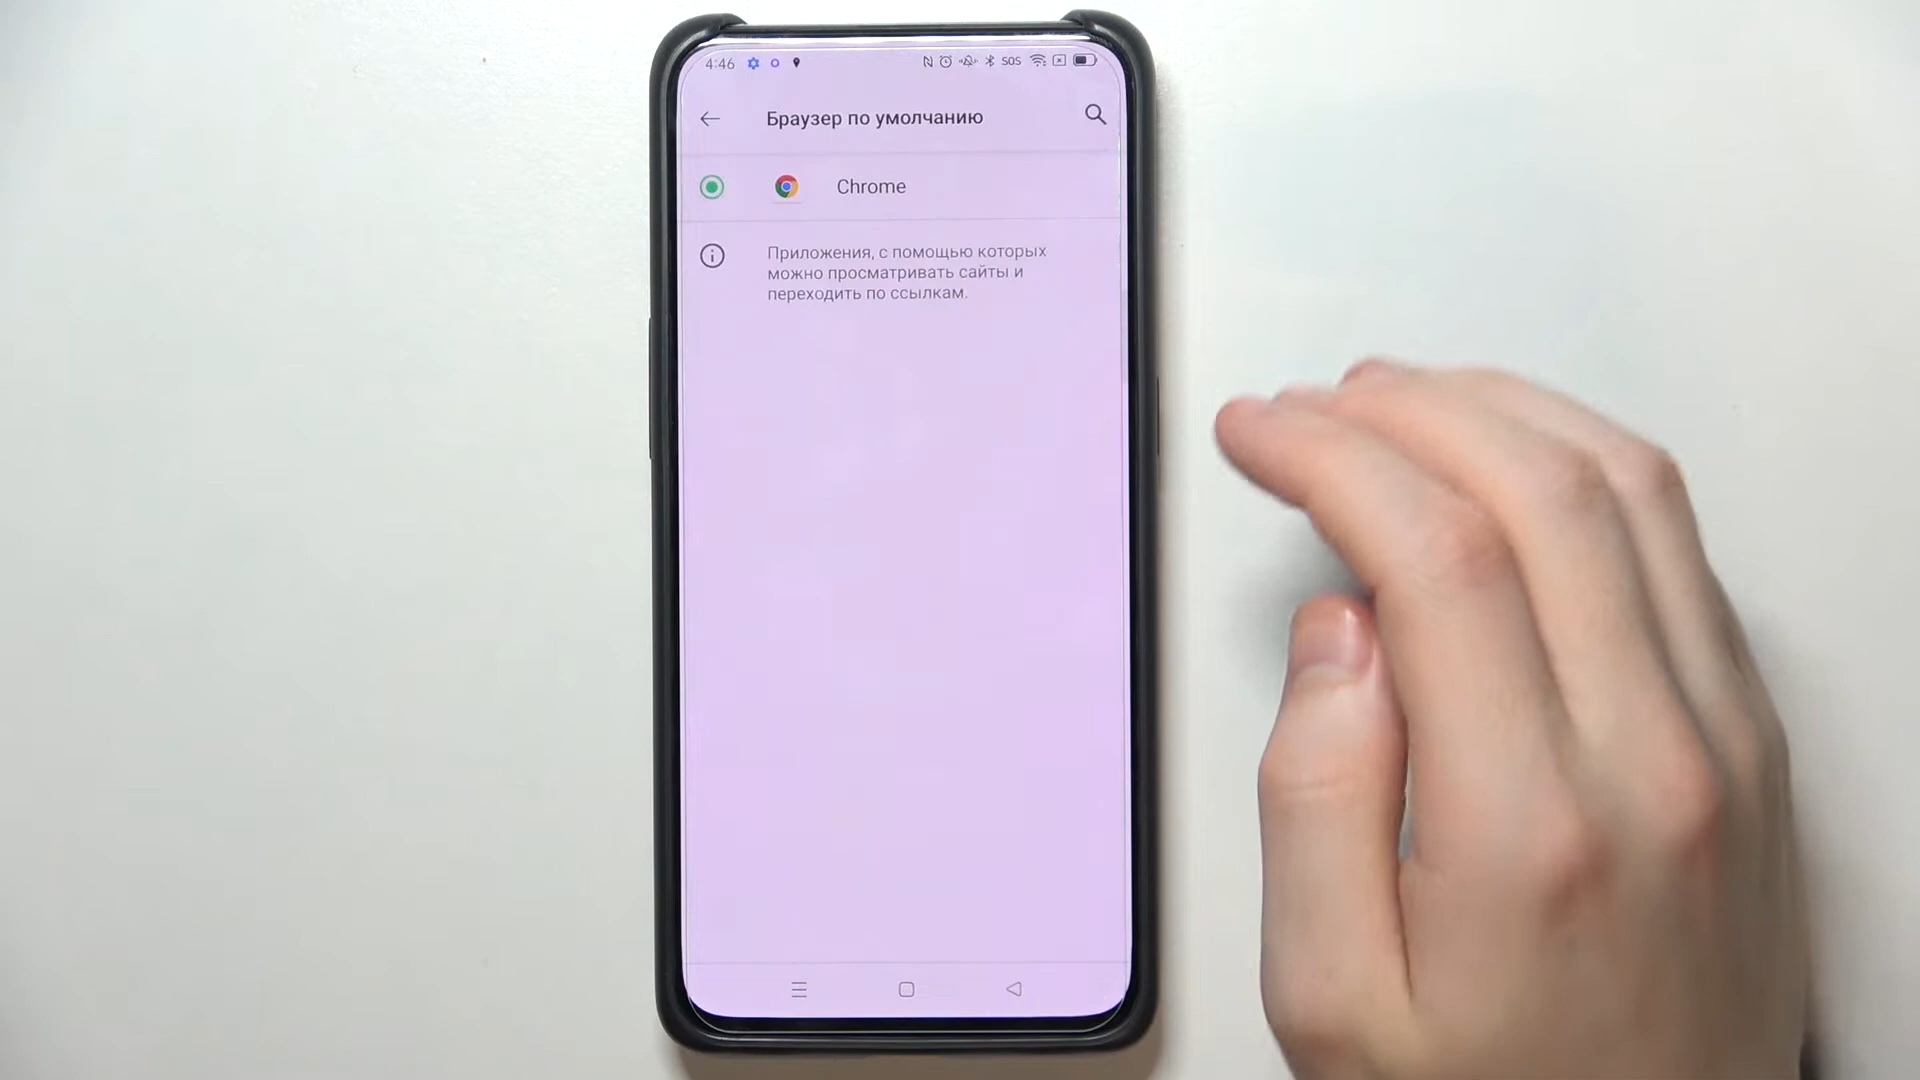 4:46
SOS
Браузер по умолчанию
Chrome
Приложения, с помощью которых
можно просматривать сайты и
переходить по ссылкам.